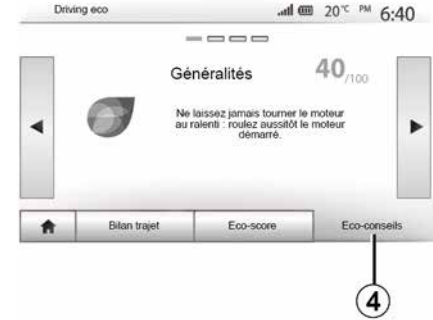 Driving eco 20°C PM 6:40
Généralités 40/100
Ne laissez jamais tourner le moteur
au ralenti : roulez aussitôt le moteur
démarré.
Bilan trajet Eco-score Eco-conseils
4